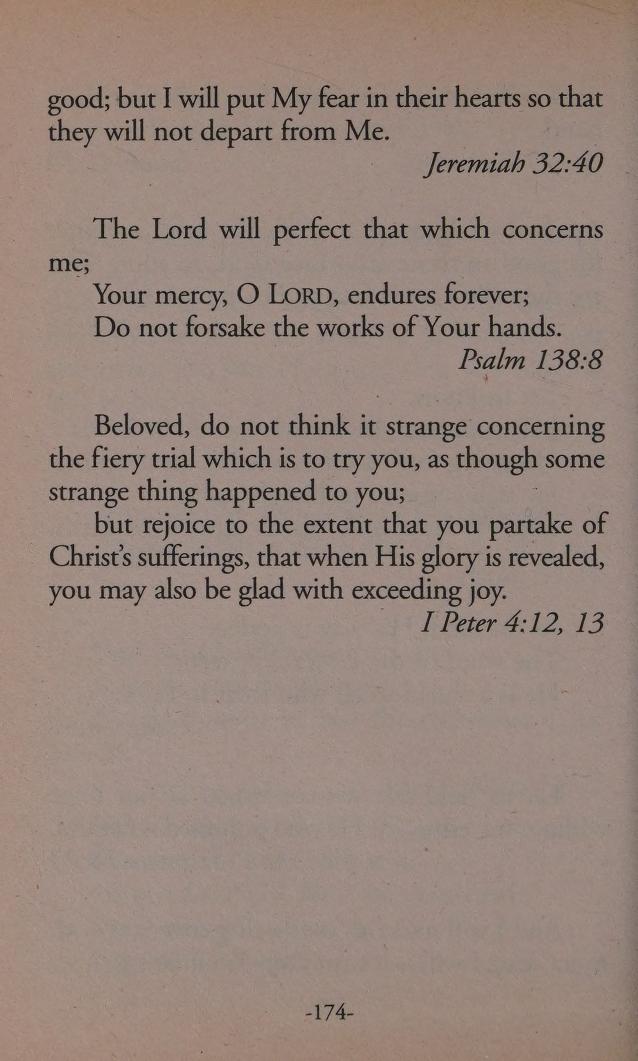 good; but I will put My fear in their hearts so that
they will not depart from Me.
Jeremiah 32:40
The Lord will perfect that which concerns
me;
Your mercy, O LORD, endures forever;
Do not forsake the works of Your hands.
Psalm 138:8
Beloved, do not think it strange concerning
the fiery trial which is to try you, as though some
strange thing happened to you;
but rejoice to the extent that you partake of
Christ's sufferings, that when His glory is revealed,
you may also be glad with exceeding joy.
I Peter 4:12, 13
-174-